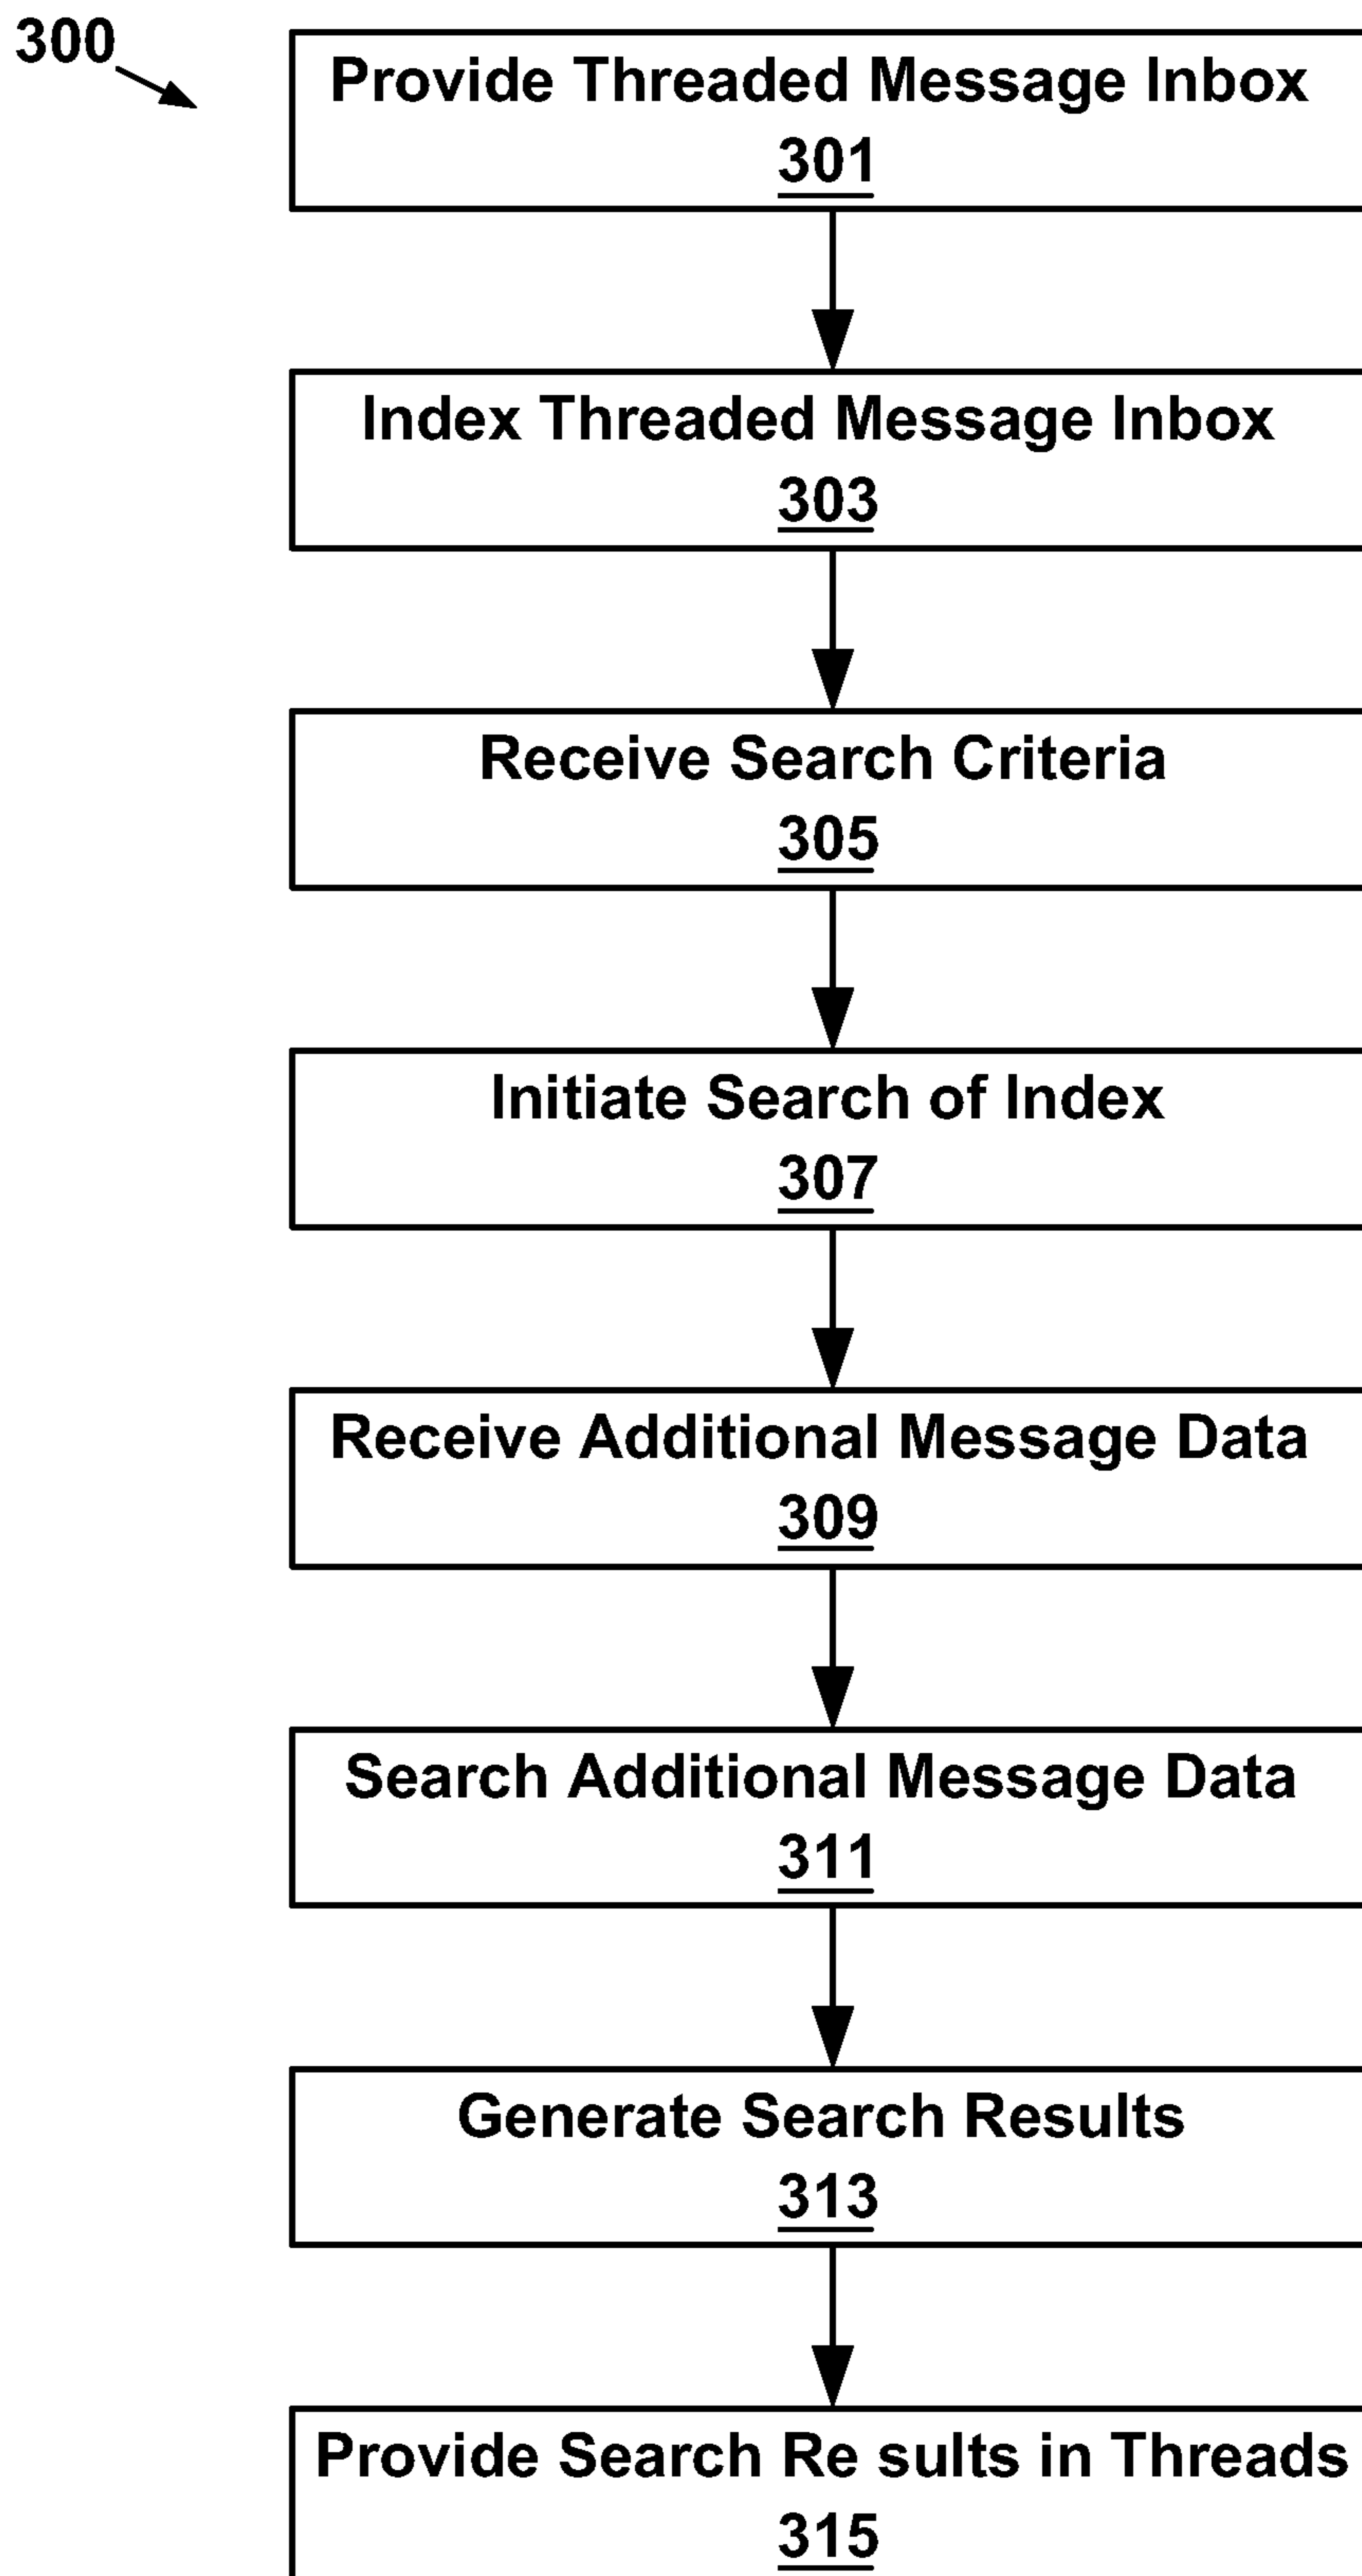 300
Provide Threaded Message Inbox
301
Index Threaded Message Inbox
303
Receive Search Criteria
305
Initiate Search of Index
307
Receive Additional Message Data
309
Search Additional Message Data
311
Generate Search Results
313
Provide Search Re sults in Threads
315